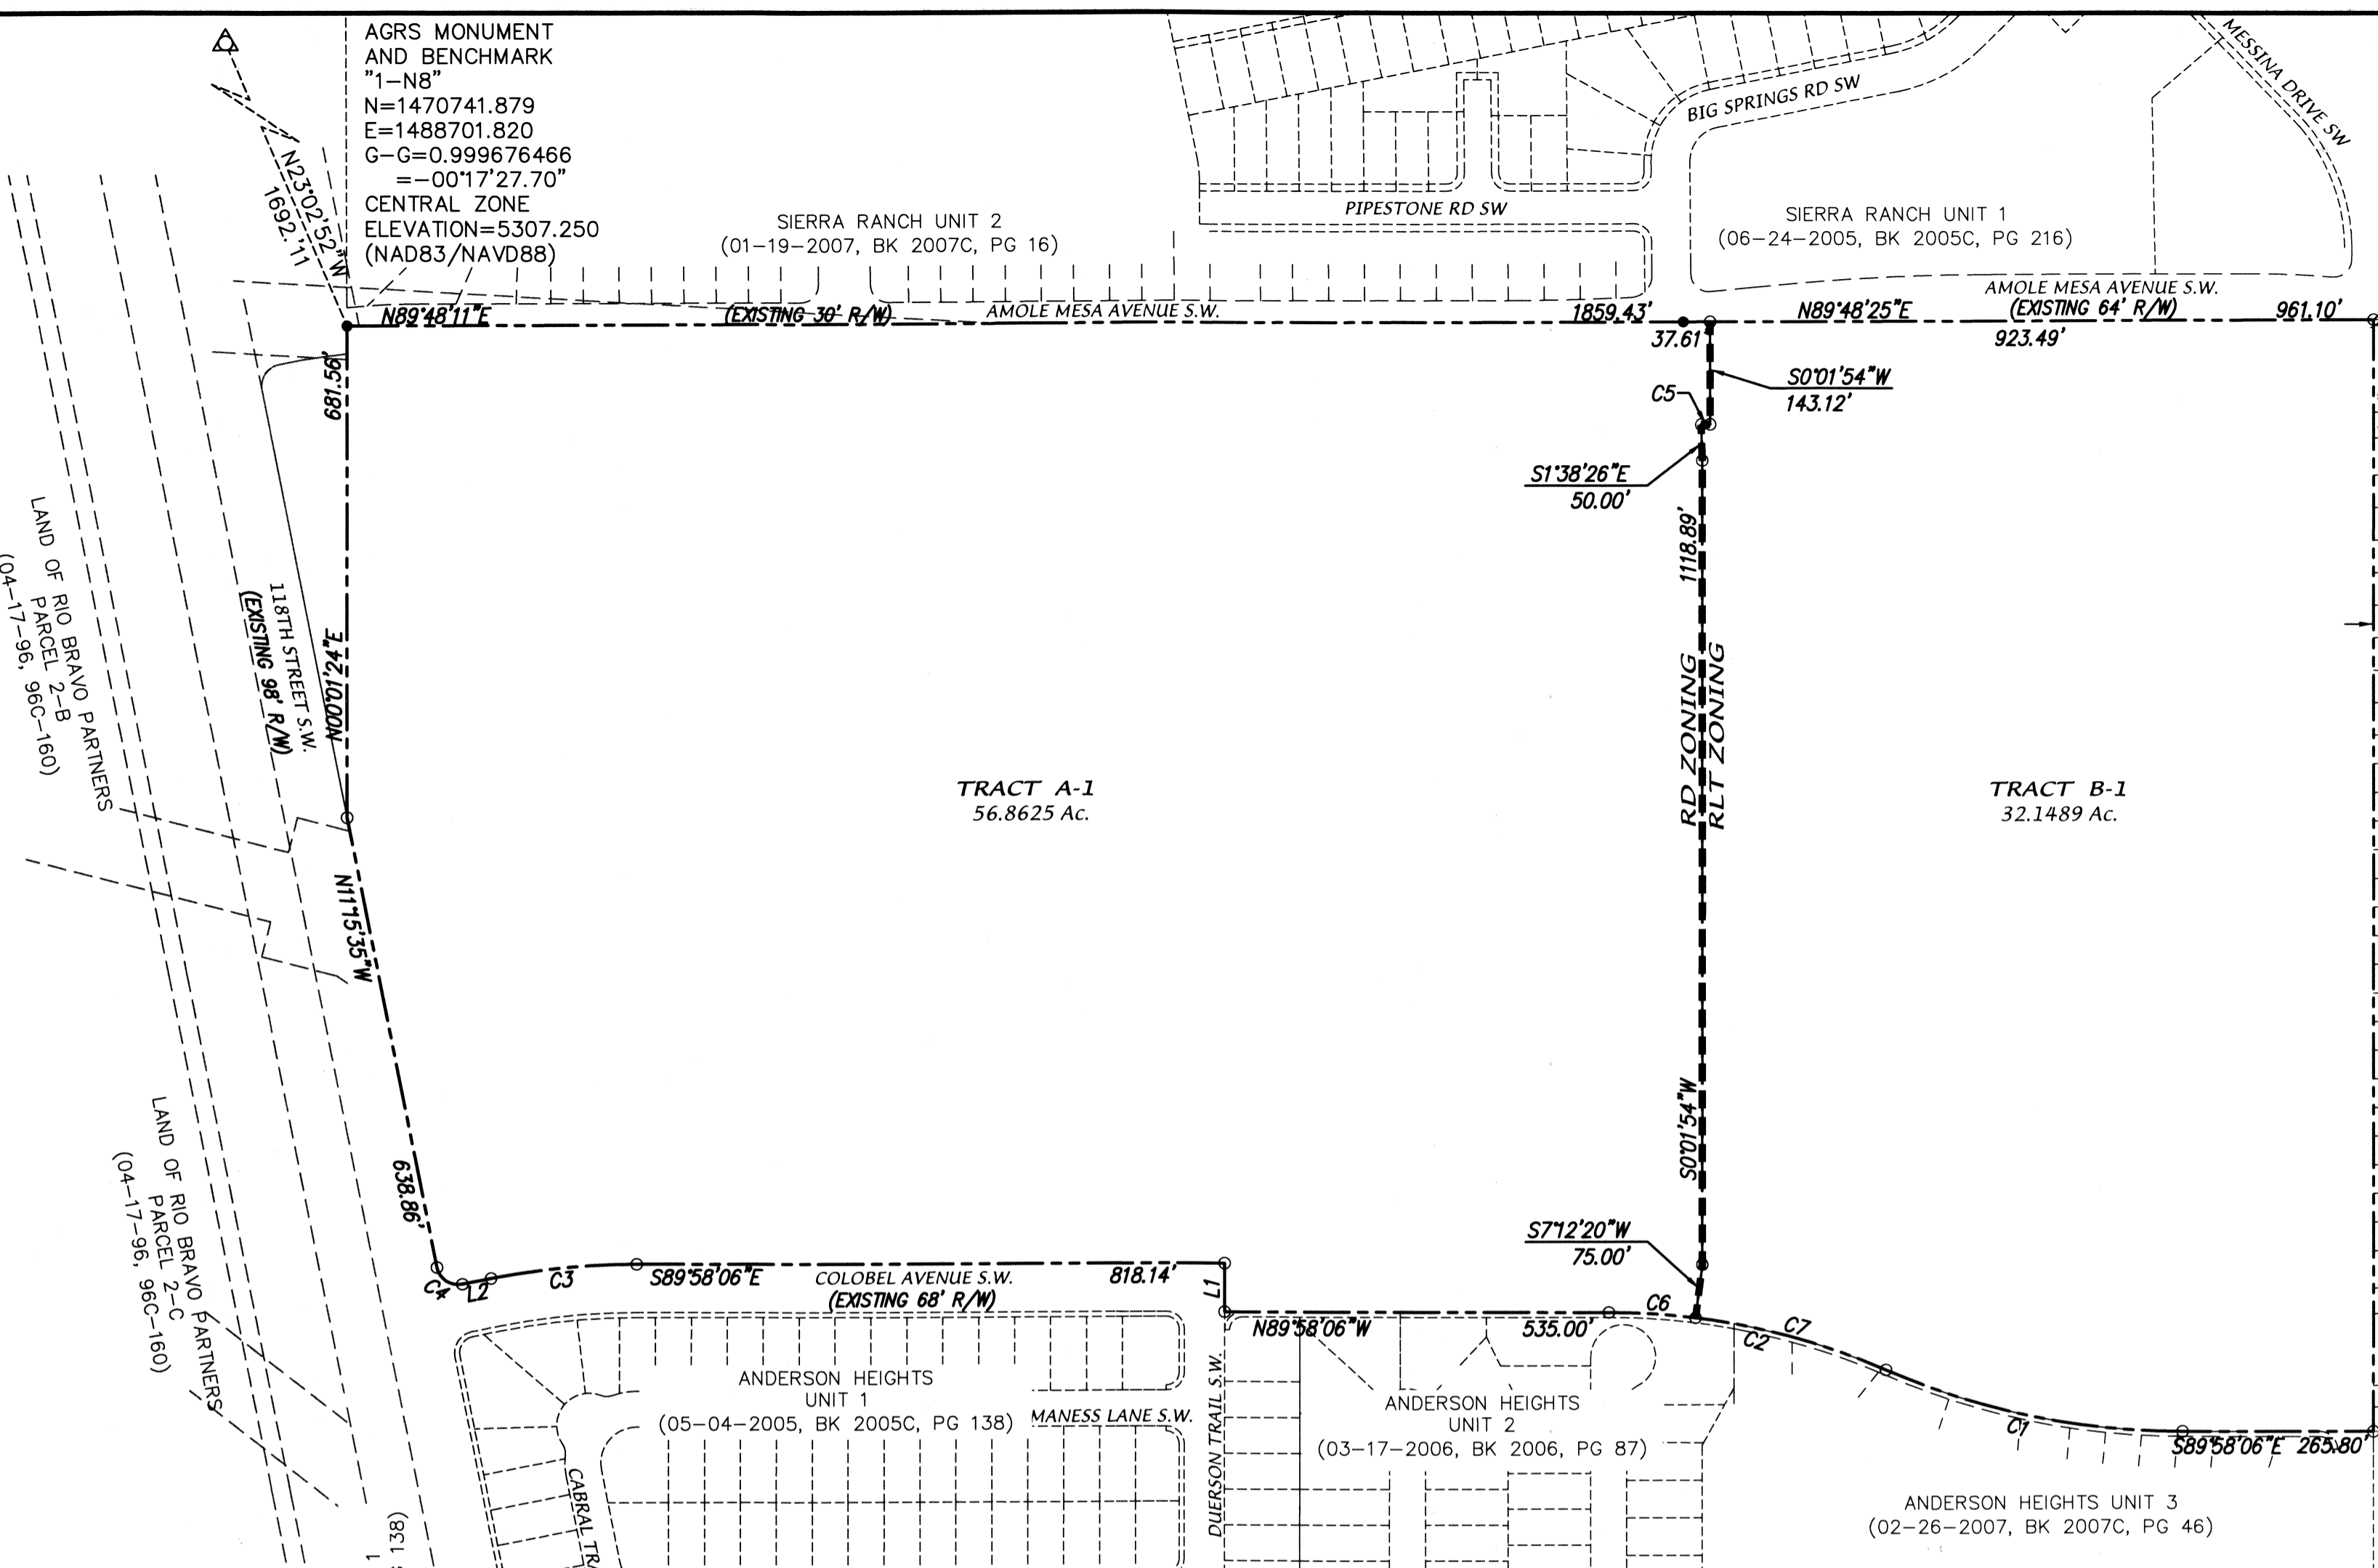 AGRS MONUMENT
AND BENCHMARK
"1-N8"
N=1470741.879
E=1488701.820
G-G=0.999676466
=-00°17'27.70"
CENTRAL ZONE
ELEVATION=5307.250
(NAD83/NAVD88)
N23°02'52"W
1692.'11
SIERRA RANCH UNIT 2
(01-19-2007, BK 2007C, PG 16)
PIPESTONE RD SW
BIG SPRINGS RD SW
MESSINA DRIVE SW
SIERRA RANCH UNIT 1
(06-24-2005, BK 2005C, PG 216)
N89°48'11"E
(EXISTING 30' R/W)
AMOLE MESA AVENUE S.W.
1859.43'
37.61'
N89°48'25"E
AMOLE MESA AVENUE S.W.
(EXISTING 64' R/W)
961.10'
923.49'
S0°01'54"W
143.12'
C5
S1°38'26"E
50.00'
681.56'
N00°01'24"E
118TH STREET S.W.
(EXISTING 98' R/W)
LAND OF RIO BRAVO PARTNERS
PARCEL 2-B
(04-17-96, 96C-160)
1118.89'
RD ZONING
RLT ZONING
TRACT A-1
56.8625 Ac.
TRACT B-1
32.1489 Ac.
N11°15'35"W
638.86'
LAND OF RIO BRAVO PARTNERS
PARCEL 2-C
(04-17-96, 96C-160)
S0°01'54"W
S7°12'20"W
75.00'
C4
L2
C3
S89°58'06"E
COLOBEL AVENUE S.W.
(EXISTING 68' R/W)
818.14'
L1
N89°58'06"W
535.00'
C6
C7
C2
C1
S89°58'06"E 265.80'
ANDERSON HEIGHTS
UNIT 1
(05-04-2005, BK 2005C, PG 138)
MANESS LANE S.W.
DUERSON TRAIL S.W.
ANDERSON HEIGHTS
UNIT 2
(03-17-2006, BK 2006, PG 87)
ANDERSON HEIGHTS UNIT 3
(02-26-2007, BK 2007C, PG 46)
CABRAL TRA
1
138)